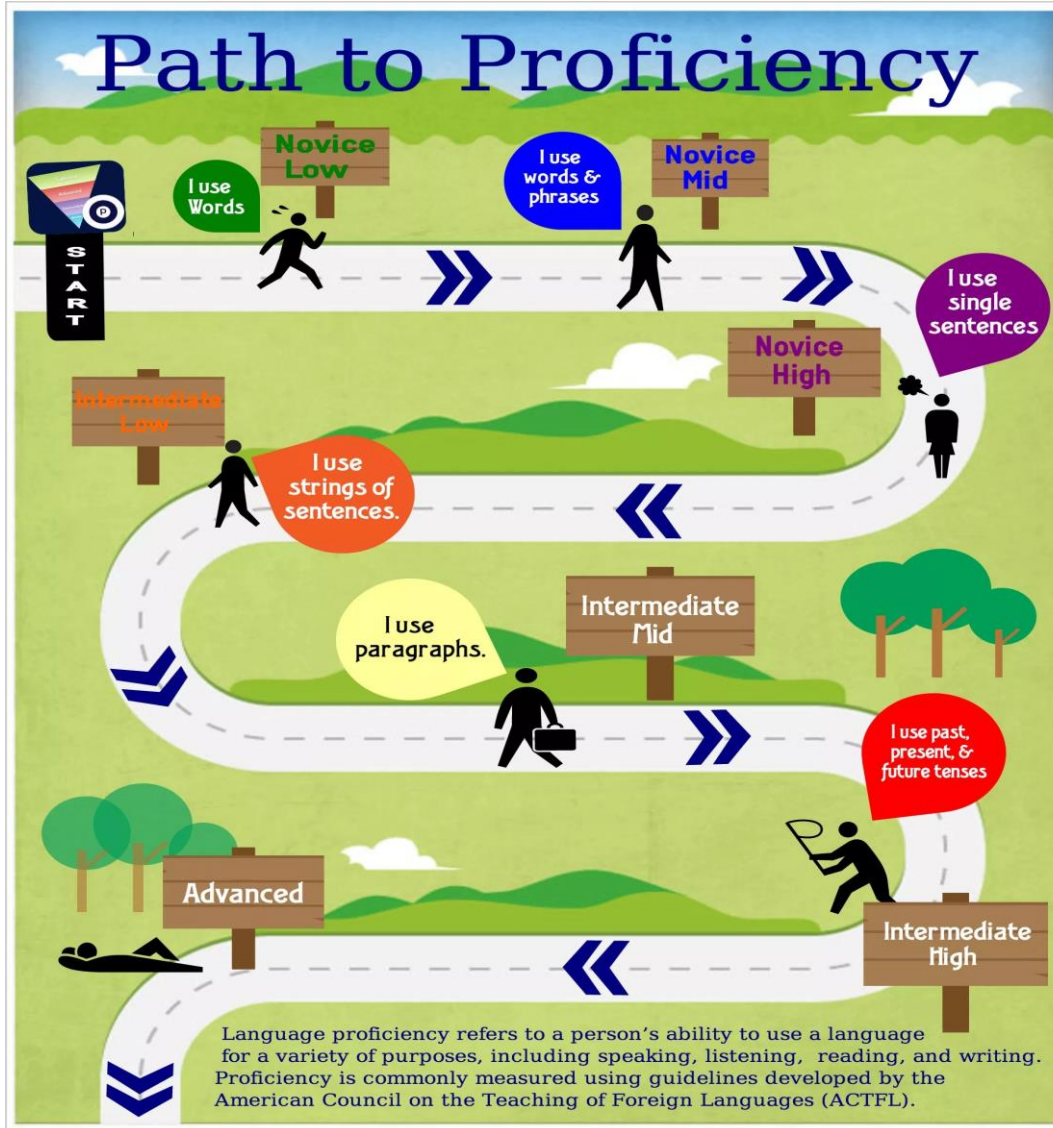 Path to Proficiency
START
P
I use
Words
Novice
Low
I use
words &
phrases
Novice
Mid
I use
single
sentences
Novice
High
Intermediate
Low
I use
strings of
sentences.
I use
paragraphs.
Intermediate
Mid
I use past,
present, &
future tenses
Intermediate
High
Advanced
Language proficiency refers to a person’s ability to use a language
for a variety of purposes, including speaking, listening, reading, and writing.
Proficiency is commonly measured using guidelines developed by the
American Council on the Teaching of Foreign Languages (ACTFL).